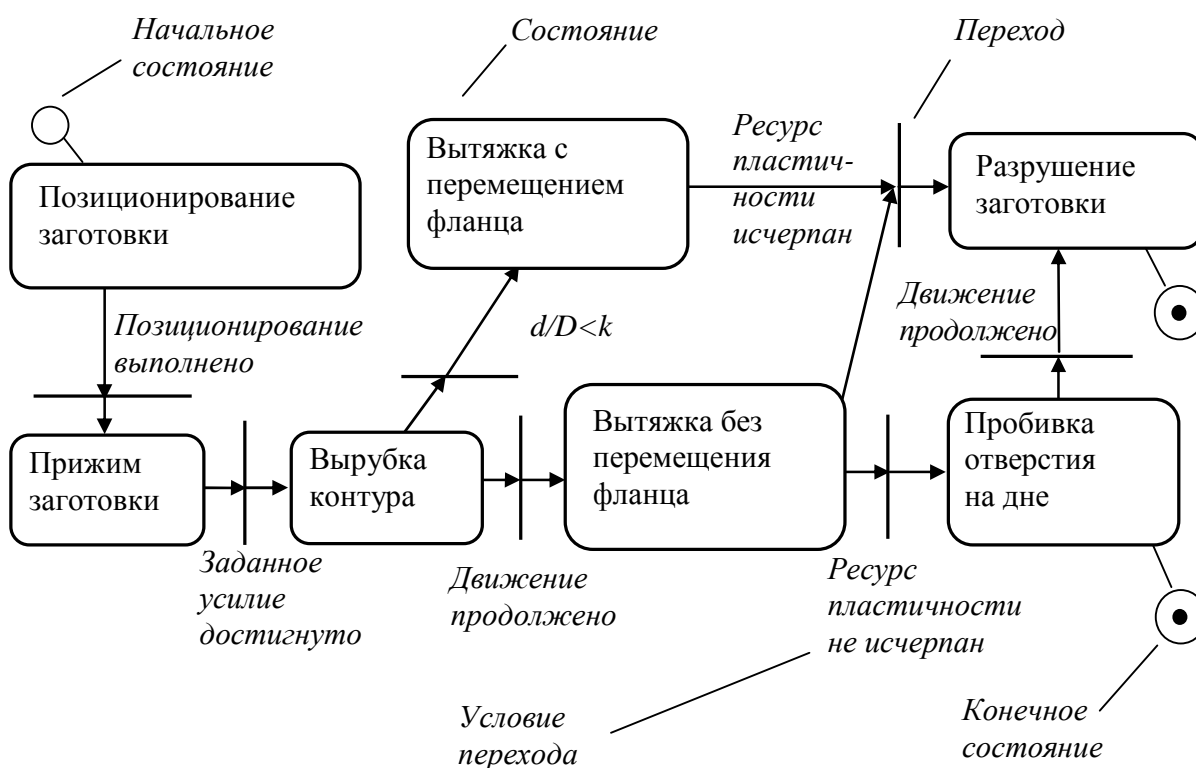 Начальное
состояние
Состояние
Переход
Позиционирование
заготовки
Вытяжка с
перемещением
фланца
Ресурс
пластич-
ности
исчерпан
Разрушение
заготовки
Позиционирование
выполнено
d/D<k
Движение
продолжено
Прижим
заготовки
Вырубка
контура
Вытяжка без
перемещения
фланца
Пробивка
отверстия
на дне
Заданное
усилие
достигнуто
Движение
продолжено
Ресурс
пластичности
не исчерпан
Условие
перехода
Конечное
состояние